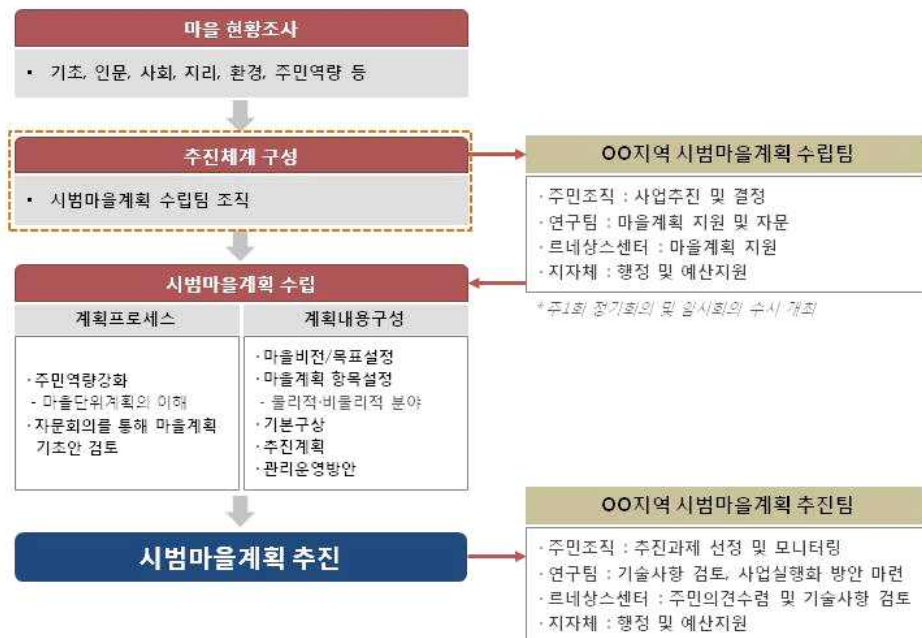 마을 현황조사
▪ 기초, 인문, 사회, 지리, 환경, 주민역량 등
추진체계 구성
▪ 시범마을계획 수립팀 조직
OO지역 시범마을계획 수립팀
· 주민조직 : 사업추진 및 결정
· 연구팀 : 마을계획 지원 및 자문
· 르네상스센터 : 마을계획 지원
· 지자체 : 행정 및 예산지원
* 주1회 정기회의 및 임시회의 수시 개최
시범마을계획 수립
계획프로세스
· 주민역량강화
- 마을단위계획의 이해
· 자문회의를 통해 마을계획
기초안 검토
계획내용구성
· 마을비전/목표설정
· 마을계획 항목설정
- 물리적·비물리적 분야
· 기본구상
· 추진계획
· 관리운영방안
시범마을계획 추진
OO지역 시범마을계획 추진팀
· 주민조직 : 추진과제 선정 및 모니터링
· 연구팀 : 기술사항 검토, 사업실행화 방안 마련
· 르네상스센터 : 주민의견수렴 및 기술사항 검토
· 지자체 : 행정 및 예산지원